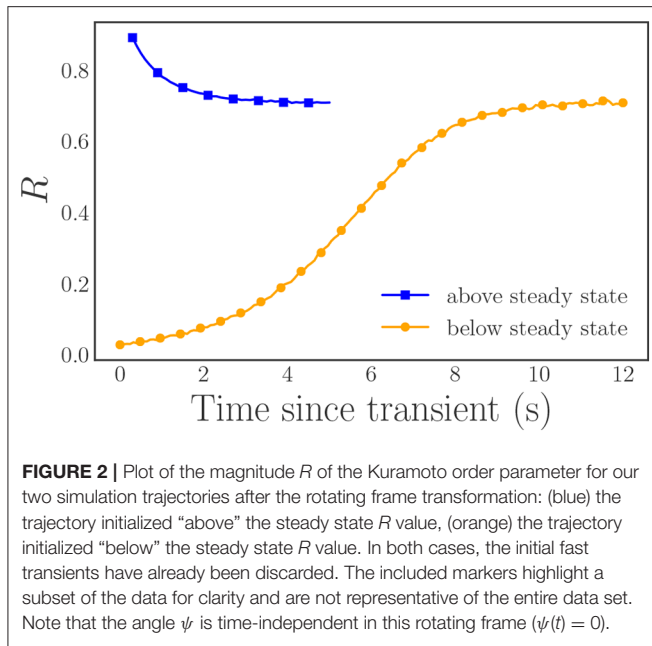 0.8
0.6
0.4
0.2
0.0
R
above steady state
below steady state
0 2 4 6 8 10 12
Time since transient (s)
FIGURE 2 | Plot of the magnitude R of the Kuramoto order parameter for our
two simulation trajectories after the rotating frame transformation: (blue) the
trajectory initialized “above” the steady state R value, (orange) the trajectory
initialized “below” the steady state R value. In both cases, the initial fast
transients have already been discarded. The included markers highlight a
subset of the data for clarity and are not representative of the entire data set.
Note that the angle ψ is time-independent in this rotating frame (ψ(t) = 0).